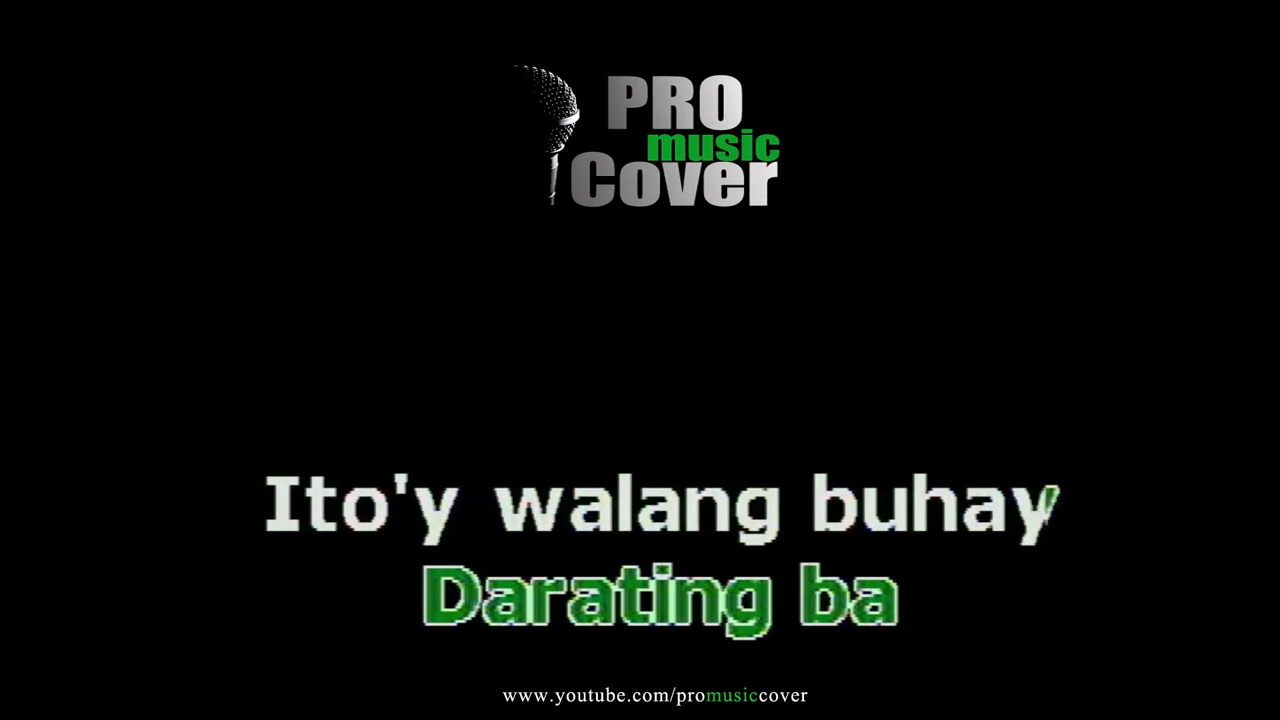 PRO
music
Cover
Ito'y walang buhay
Darating ba
www.youtube.com/promusiccover